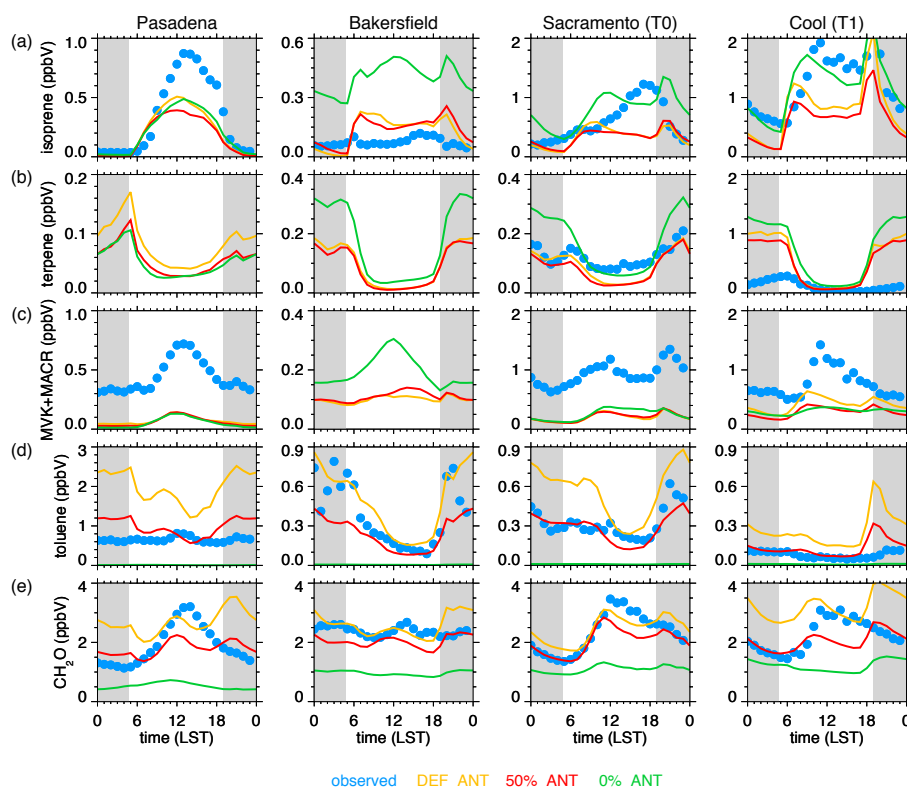 Pasadena Bakersfield Sacramento (T0) Cool (T1)
(a) isoprene (ppbV)
1.0 0.5 0.0
0.6 0.3 0.0
2 1 0
2 1 0
(b) terpene (ppbV)
0.2 0.1 0.0
0.4 0.2 0.0
0.4 0.2 0.0
2 1 0
(c) MVK+MACR (ppbV)
1.0 0.5 0.0
0.4 0.2 0.0
2 1 0
2 1 0
(d) toluene (ppbV)
3 2 1 0
0.9 0.6 0.3 0.0
0.9 0.6 0.3 0.0
0.9 0.6 0.3 0.0
(e) CH2O (ppbV)
4 2 0
4 2 0
4 2 0
4 2 0
0 6 12 18 0 0 6 12 18 0 0 6 12 18 0 0 6 12 18 0
time (LST) time (LST) time (LST) time (LST)
observed DEF_ANT 50%_ANT 0%_ANT